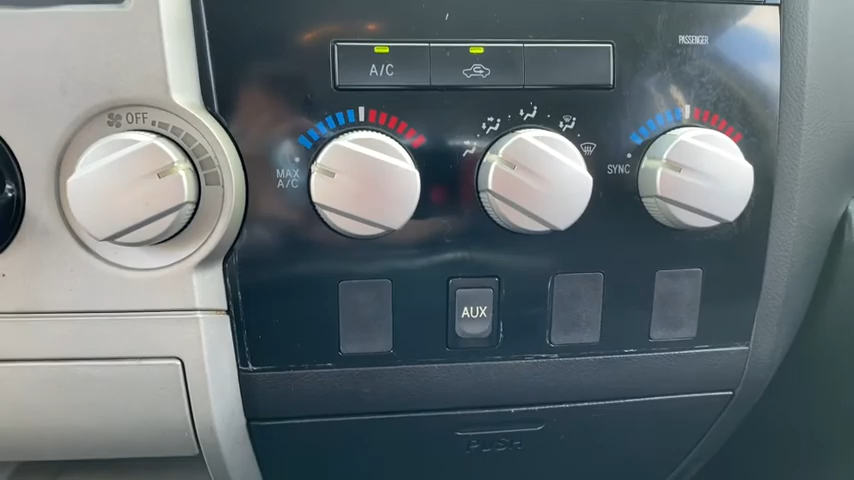 PASSENGER
A/C
OFF
MAX
A/C
SYNC
AUX
PUSH